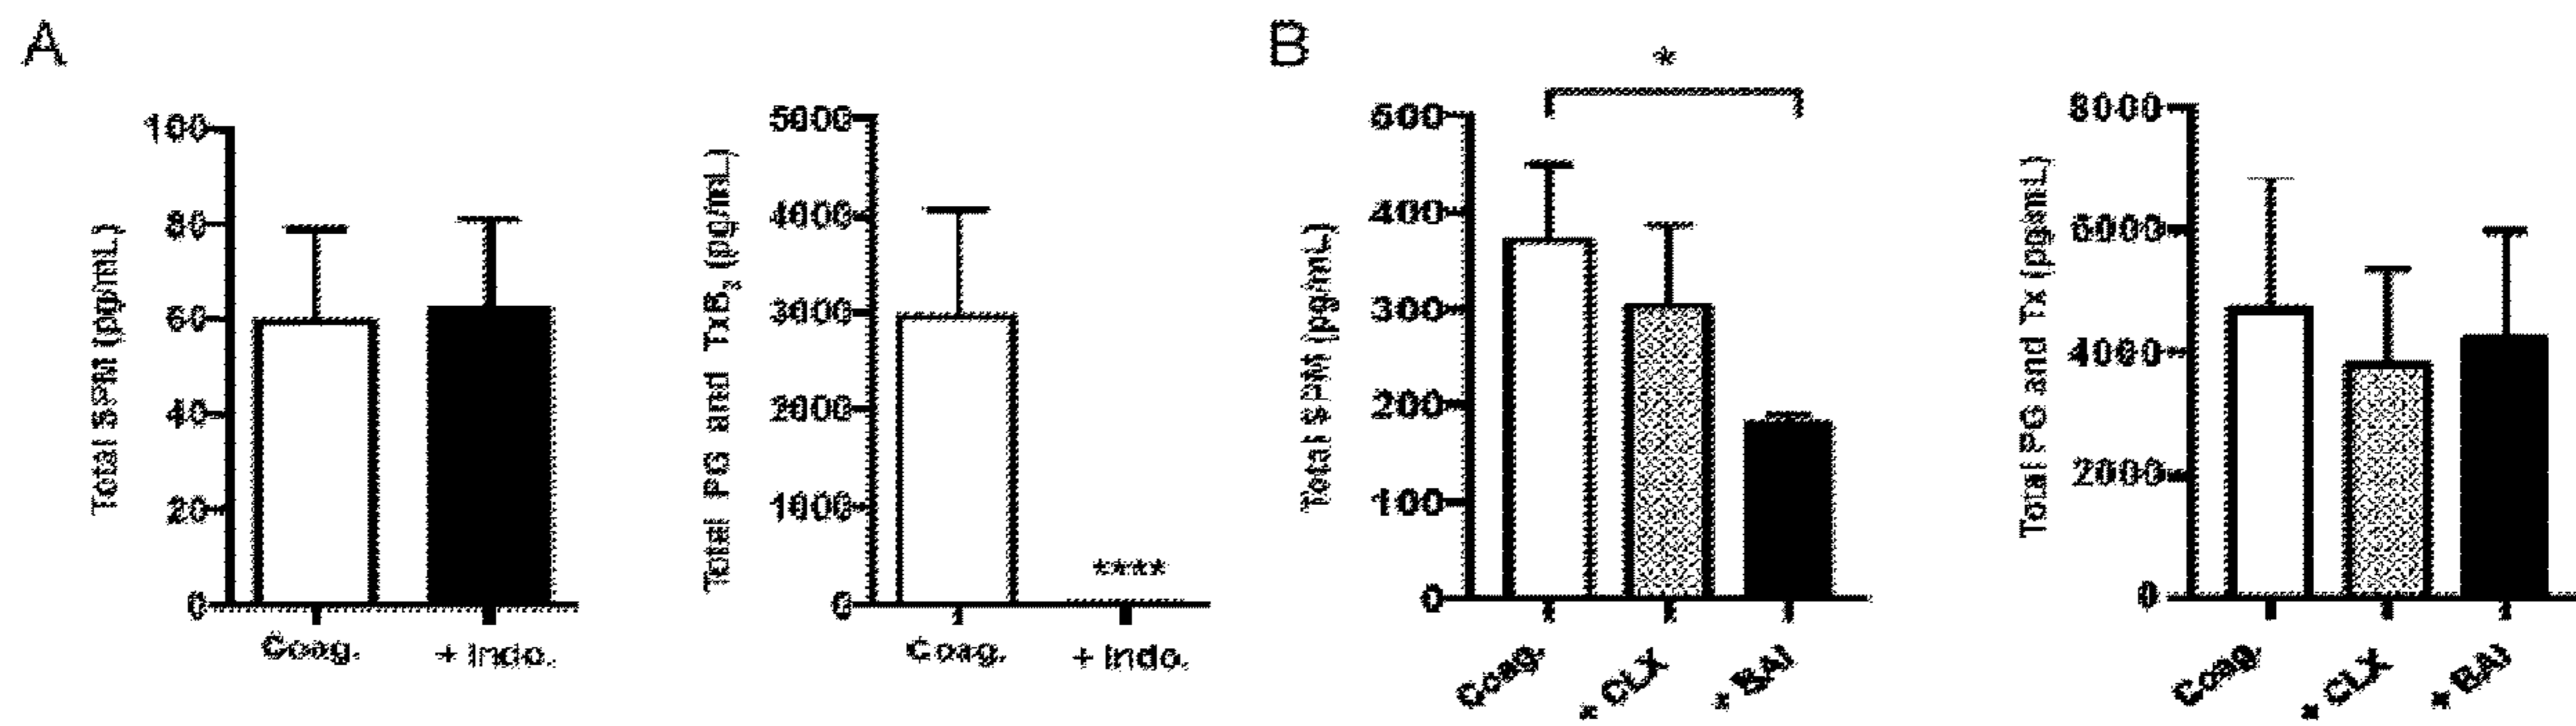 A
B
Total SPM (pg/mL)
100
80
60
40
20
0
Coag.
+ Indo.
Total PG and TxB₂ (pg/mL)
5000
4000
3000
2000
1000
0
****
Coag.
+ Indo.
*
Total SPM (pg/mL)
500
400
300
200
100
0
Coag.
+ CLX
+ BAI
Total PG and Tx (pg/mL)
8000
6000
4000
2000
0
Coag.
+ CLX
+ BAI